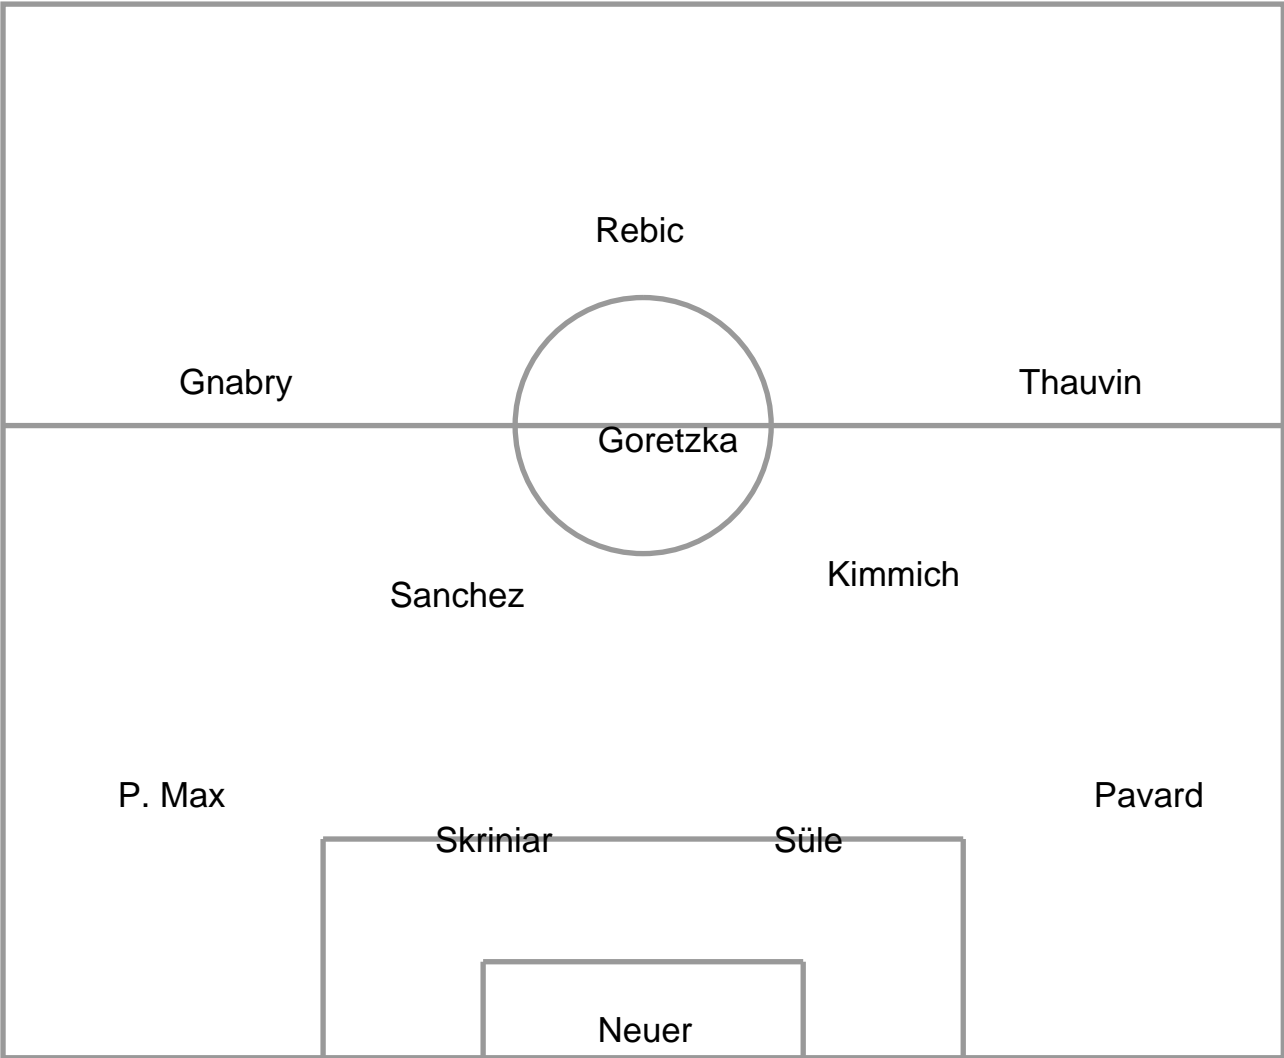 Rebic
Gnabry
Thauvin
Goretzka
Kimmich
Sanchez
P. Max
Pavard
Skriniar
Süle
Neuer